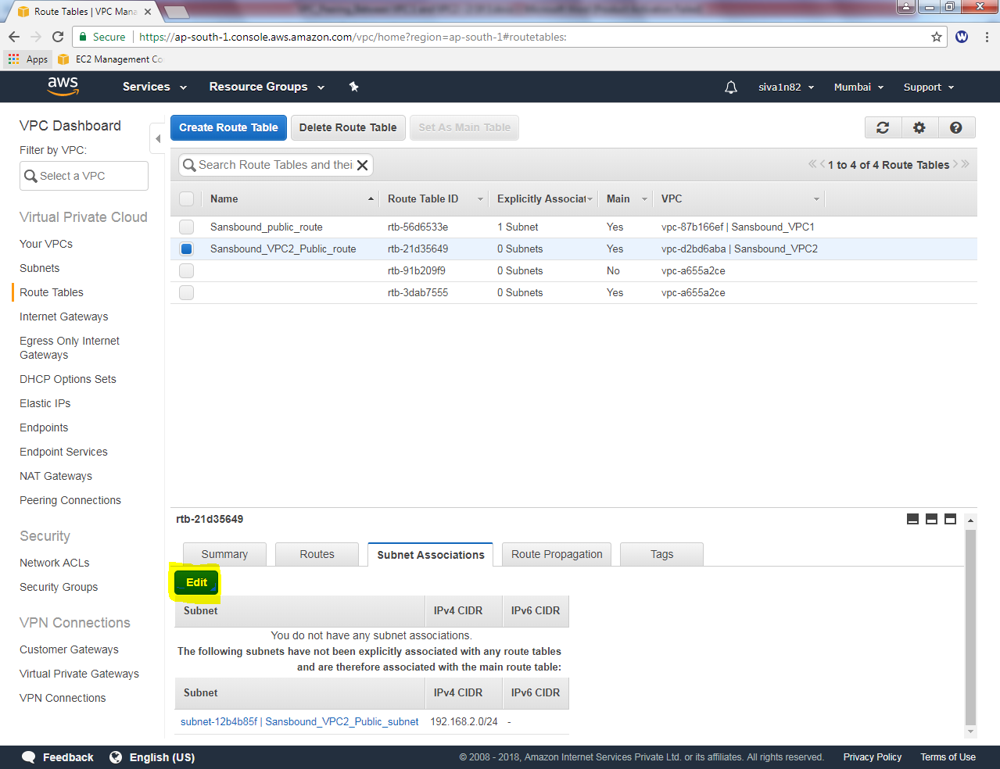 Route Tables | VPC Mana
Secure
https://ap-south-1.console.aws.amazon.com/vpc/home?region=ap-south-1#routetables:
W
Apps
EC2 Management Co
aws
Services
Resource Groups
siva1n82
Mumbai
Support
VPC Dashboard
Filter by VPC:
Select a VPC
Virtual Private Cloud
Your VPCs
Subnets
Route Tables
Internet Gateways
Egress Only Internet
Gateways
DHCP Options Sets
Elastic IPs
Endpoints
Endpoint Services
NAT Gateways
Peering Connections
Security
Network ACLs
Security Groups
VPN Connections
Customer Gateways
Virtual Private Gateways
VPN Connections
Create Route Table
Delete Route Table
Set As Main Table
Search Route Tables and thei
1 to 4 of 4 Route Tables
Name Route Table ID Explicitly Associat Main VPC
Sansbound_public_route rtb-56d6533e 1 Subnet Yes vpc-87b166ef | Sansbound_VPC1
Sansbound_VPC2_Public_route rtb-21d35649 0 Subnets Yes vpc-d2bd6aba | Sansbound_VPC2
rtb-91b209f9 0 Subnets No vpc-a655a2ce
rtb-3dab7555 0 Subnets Yes vpc-a655a2ce
rtb-21d35649
Summary
Routes
Subnet Associations
Route Propagation
Tags
Edit
Subnet IPv4 CIDR IPv6 CIDR
You do not have any subnet associations.
The following subnets have not been explicitly associated with any route tables
and are therefore associated with the main route table:
Subnet IPv4 CIDR IPv6 CIDR
subnet-12b4b85f | Sansbound_VPC2_Public_subnet 192.168.2.0/24 -
Feedback
English (US)
© 2008 - 2018, Amazon Internet Services Private Ltd. or its affiliates. All rights reserved.
Privacy Policy
Terms of Use